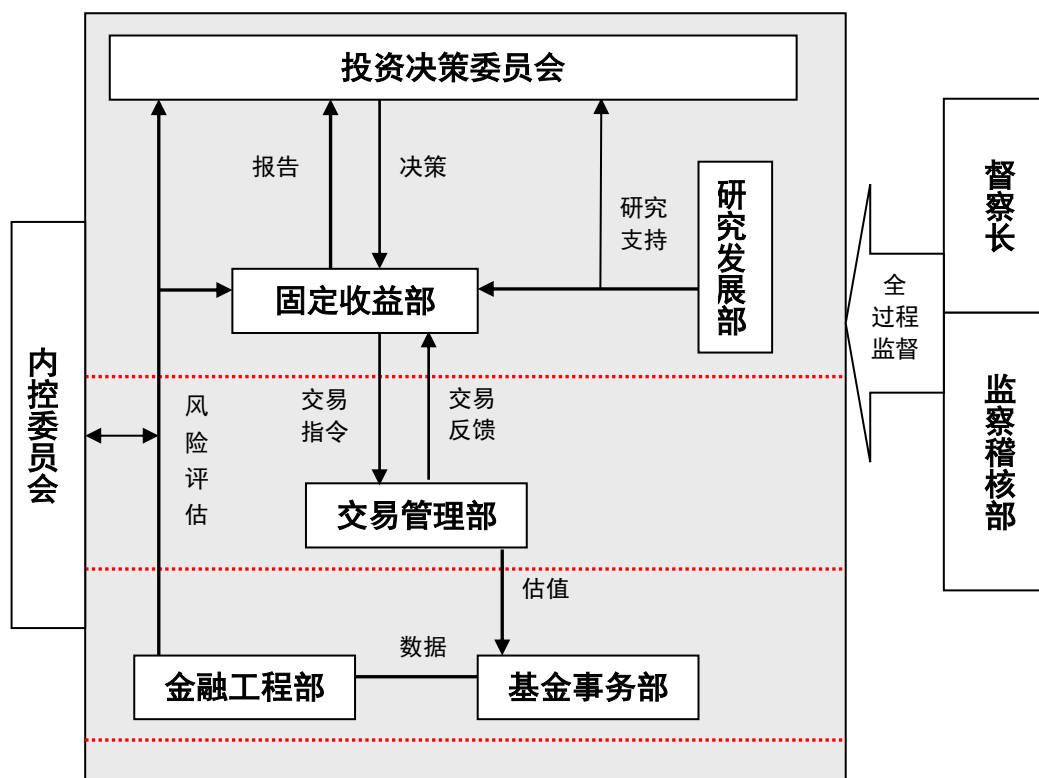 投资决策委员会
报告
决策
研究
支持
研究发展部
督察长
固定收益部
全
过程
监督
内控委员会
风险评估
交易
指令
交易
反馈
监察稽核部
交易管理部
估值
数据
金融工程部
基金事务部